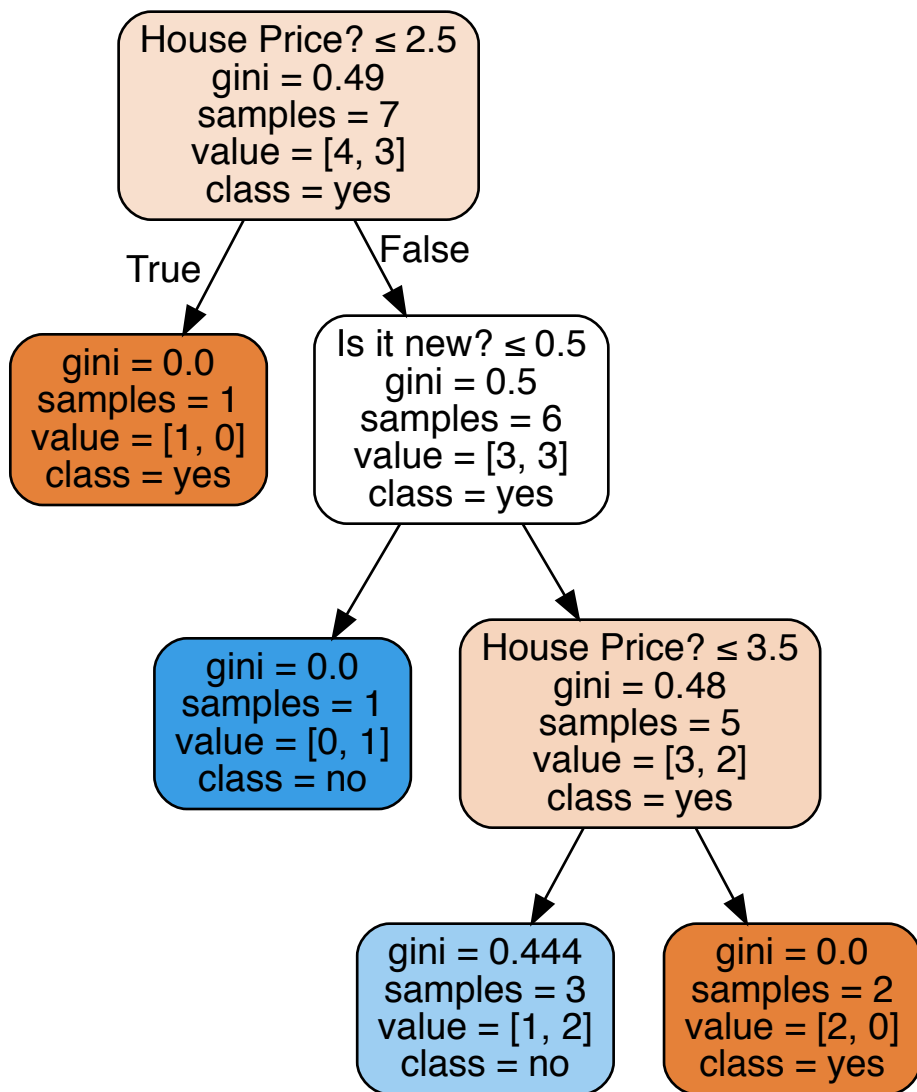 House Price? ≤ 2.5
gini = 0.49
samples = 7
value = [4, 3]
class = yes
True
False
gini = 0.0
samples = 1
value = [1, 0]
class = yes
Is it new? ≤ 0.5
gini = 0.5
samples = 6
value = [3, 3]
class = yes
gini = 0.0
samples = 1
value = [0, 1]
class = no
House Price? ≤ 3.5
gini = 0.48
samples = 5
value = [3, 2]
class = yes
gini = 0.444
samples = 3
value = [1, 2]
class = no
gini = 0.0
samples = 2
value = [2, 0]
class = yes